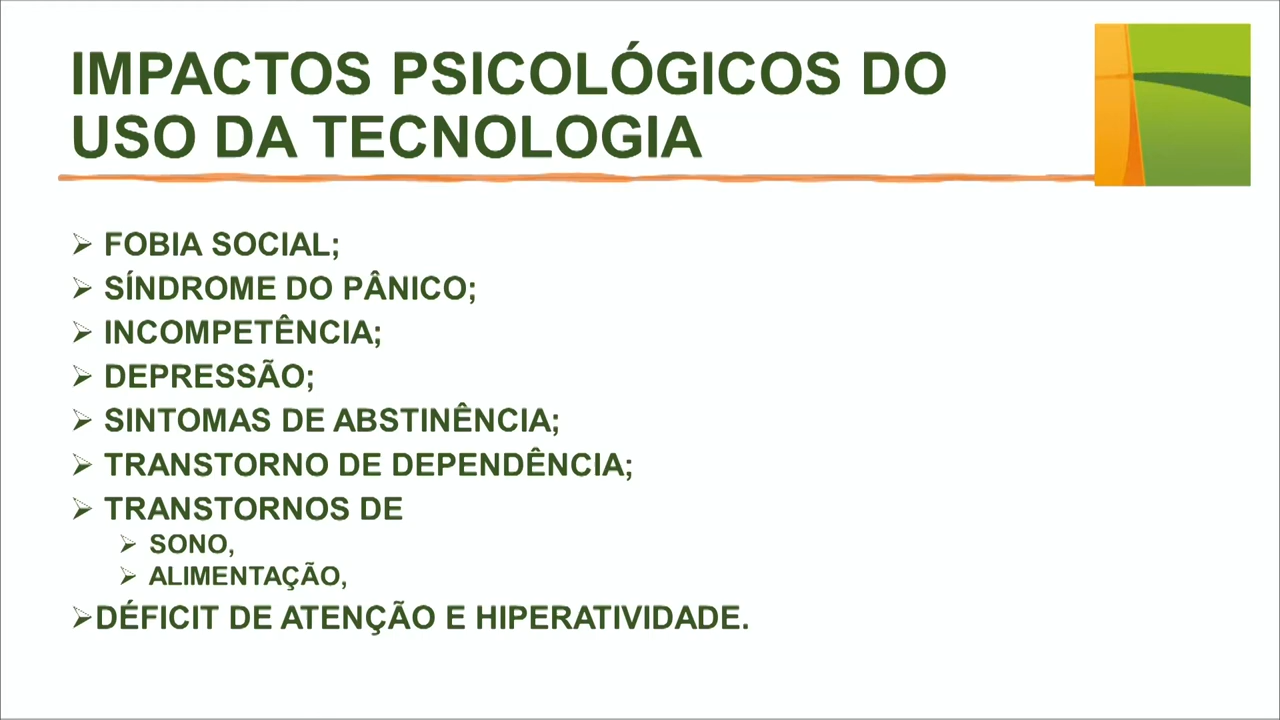 IMPACTOS PSICOLÓGICOS DO
USO DA TECNOLOGIA
FOBIA SOCIAL;
SÍNDROME DO PÂNICO;
INCOMPETÊNCIA;
DEPRESSÃO;
SINTOMAS DE ABSTINÊNCIA;
TRANSTORNO DE DEPENDÊNCIA;
TRANSTORNOS DE
SONO,
ALIMENTAÇÃO,
DÉFICIT DE ATENÇÃO E HIPERATIVIDADE.